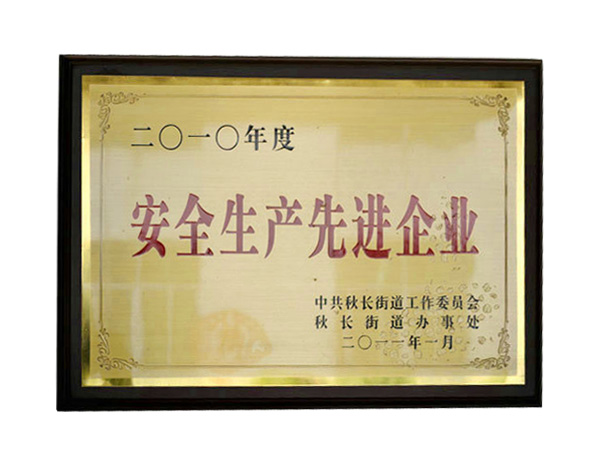 二〇一〇年度
安全生产先进企业
中共秋长街道工作委员会
秋长街道办事处
二〇一一年一月